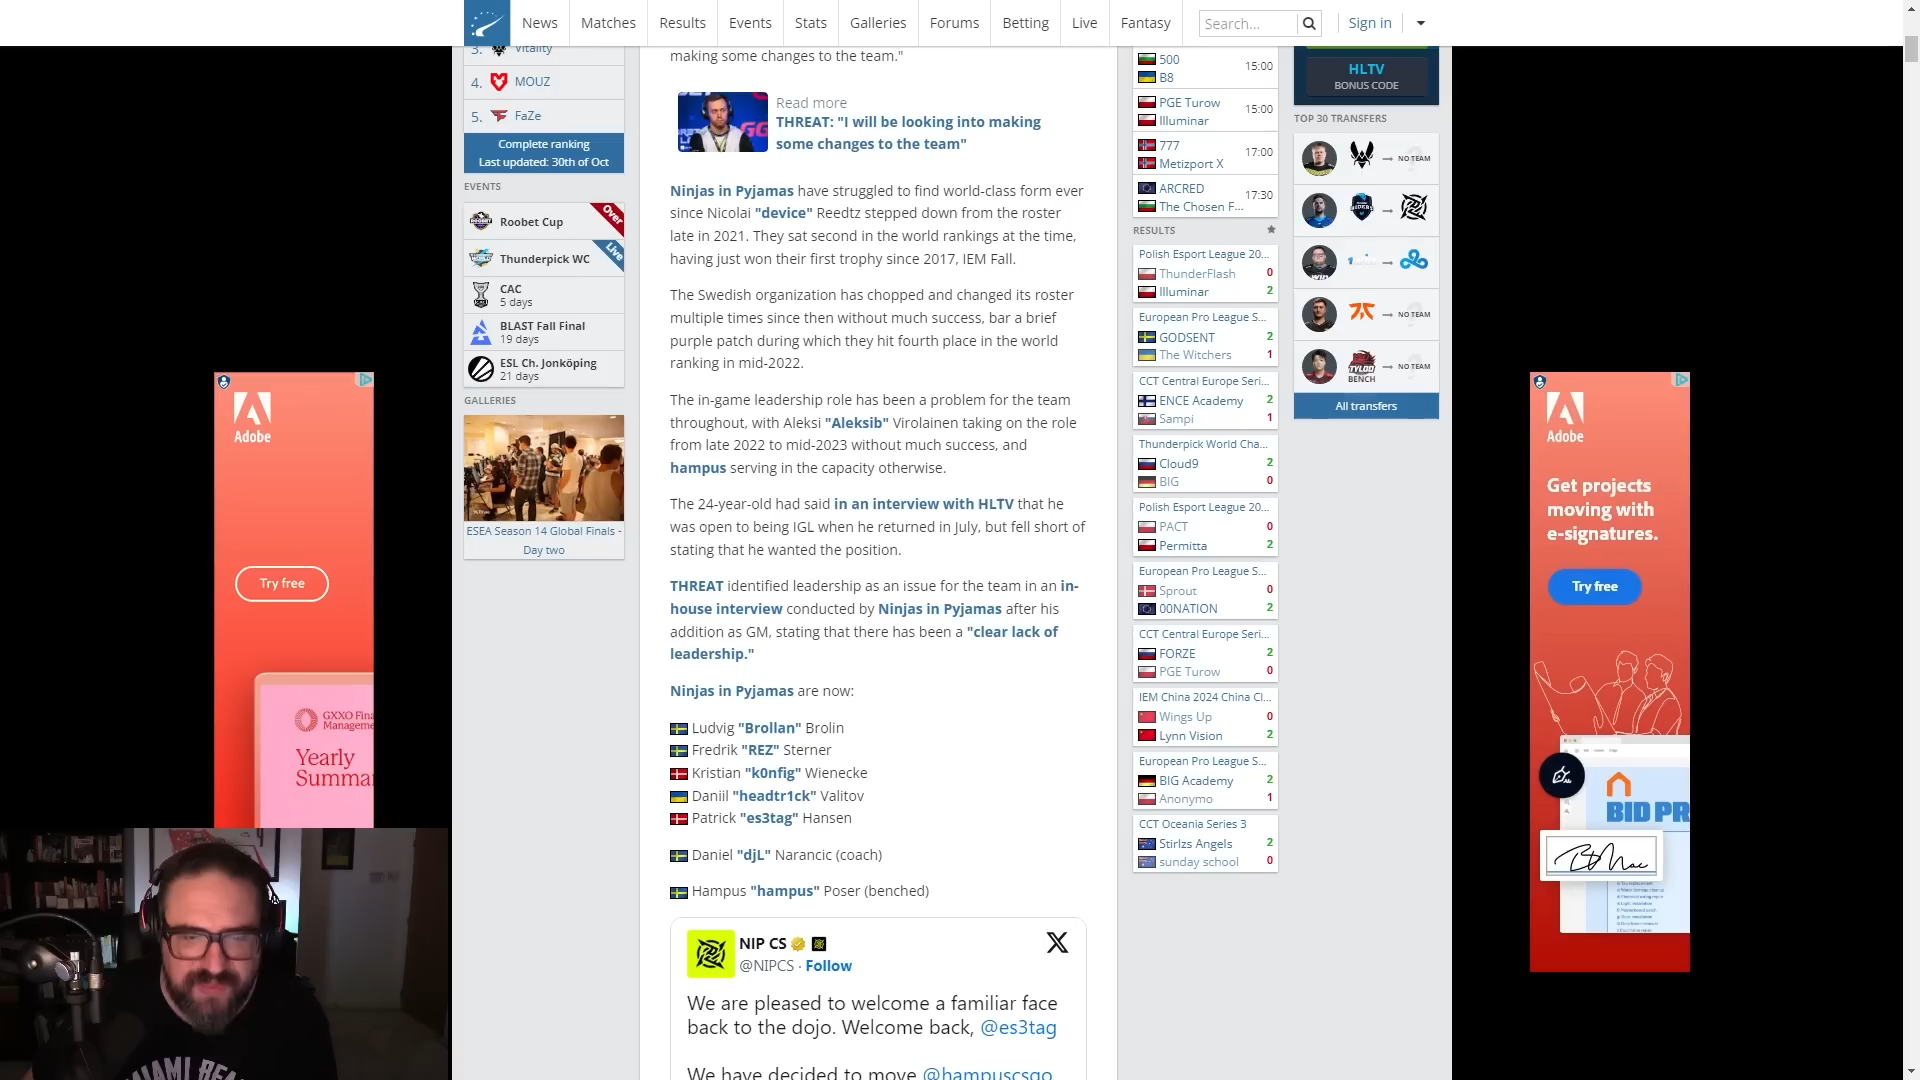 News
Matches
Results
Events
Stats
Galleries
Forums
Betting
Live
Fantasy
Search...
Sign in
3. Vitality
4. MOUZ
5. FaZe
Complete ranking
Last updated: 30th of Oct
EVENTS
Roobet Cup
Over
Thunderpick WC
Live
CAC
5 days
BLAST Fall Final
19 days
ESL Ch. Jonköping
21 days
GALLERIES
ESEA Season 14 Global Finals -
Day two
Adobe
Try free
GXXO Fina
Manageme
Yearly
Summa
making some changes to the team."
Read more
THREAT: "I will be looking into making
some changes to the team"
Ninjas in Pyjamas have struggled to find world-class form ever
since Nicolai "device" Reedtz stepped down from the roster
late in 2021. They sat second in the world rankings at the time,
having just won their first trophy since 2017, IEM Fall.
The Swedish organization has chopped and changed its roster
multiple times since then without much success, bar a brief
purple patch during which they hit fourth place in the world
ranking in mid-2022.
The in-game leadership role has been a problem for the team
throughout, with Aleksi "Aleksib" Virolainen taking on the role
from late 2022 to mid-2023 without much success, and
hampus serving in the capacity otherwise.
The 24-year-old had said in an interview with HLTV that he
was open to being IGL when he returned in July, but fell short of
stating that he wanted the position.
THREAT identified leadership as an issue for the team in an in-
house interview conducted by Ninjas in Pyjamas after his
addition as GM, stating that there has been a "clear lack of
leadership."
Ninjas in Pyjamas are now:
Ludvig "Brollan" Brolin
Fredrik "REZ" Sterner
Kristian "k0nfig" Wienecke
Daniil "headtr1ck" Valitov
Patrick "es3tag" Hansen
Daniel "djL" Narancic (coach)
Hampus "hampus" Poser (benched)
NIP CS
@NIPCS · Follow
We are pleased to welcome a familiar face
back to the dojo. Welcome back, @es3tag
We have decided to move @hampuscsgo
500
B8
15:00
PGE Turow
Illuminar
15:00
777
Metizport X
17:00
ARCRED
The Chosen F...
17:30
RESULTS
Polish Esport League 20...
ThunderFlash 0
Illuminar 2
European Pro League S...
GODSENT 2
The Witchers 1
CCT Central Europe Seri...
ENCE Academy 2
Sampi 1
Thunderpick World Cha...
Cloud9 2
BIG 0
Polish Esport League 20...
PACT 0
Permitta 2
European Pro League S...
Sprout 0
00NATION 2
CCT Central Europe Seri...
FORZE 2
PGE Turow 0
IEM China 2024 China Cl...
Wings Up 0
Lynn Vision 2
European Pro League S...
BIG Academy 2
Anonymo 1
CCT Oceania Series 3
Stirlzs Angels 2
sunday school 0
HLTV
BONUS CODE
TOP 30 TRANSFERS
NO TEAM
NO TEAM
TYLOO
BENCH
NO TEAM
All transfers
Adobe
Get projects
moving with
e-signatures.
Try free
BID PR